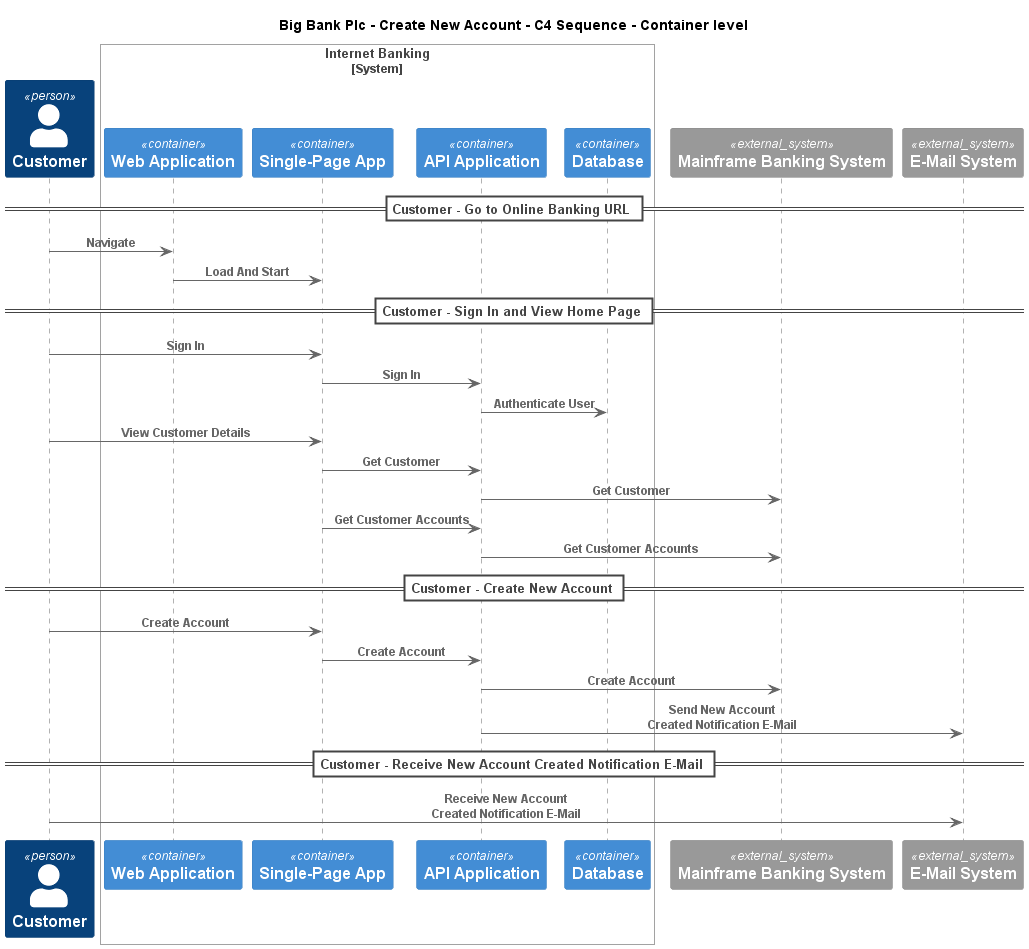 Big Bank Plc - Create New Account - C4 Sequence - Container level
Internet Banking
[System]
«person»
Customer
«container»
Web Application
«container»
Single-Page App
«container»
API Application
«container»
Database
«external_system»
Mainframe Banking System
«external_system»
E-Mail System
Customer - Go to Online Banking URL
Navigate
Load And Start
Customer - Sign In and View Home Page
Sign In
Sign In
Authenticate User
View Customer Details
Get Customer
Get Customer
Get Customer Accounts
Get Customer Accounts
Customer - Create New Account
Create Account
Create Account
Create Account
Send New Account
Created Notification E-Mail
Customer - Receive New Account Created Notification E-Mail
Receive New Account
Created Notification E-Mail
«person»
Customer
«container»
Web Application
«container»
Single-Page App
«container»
API Application
«container»
Database
«external_system»
Mainframe Banking System
«external_system»
E-Mail System